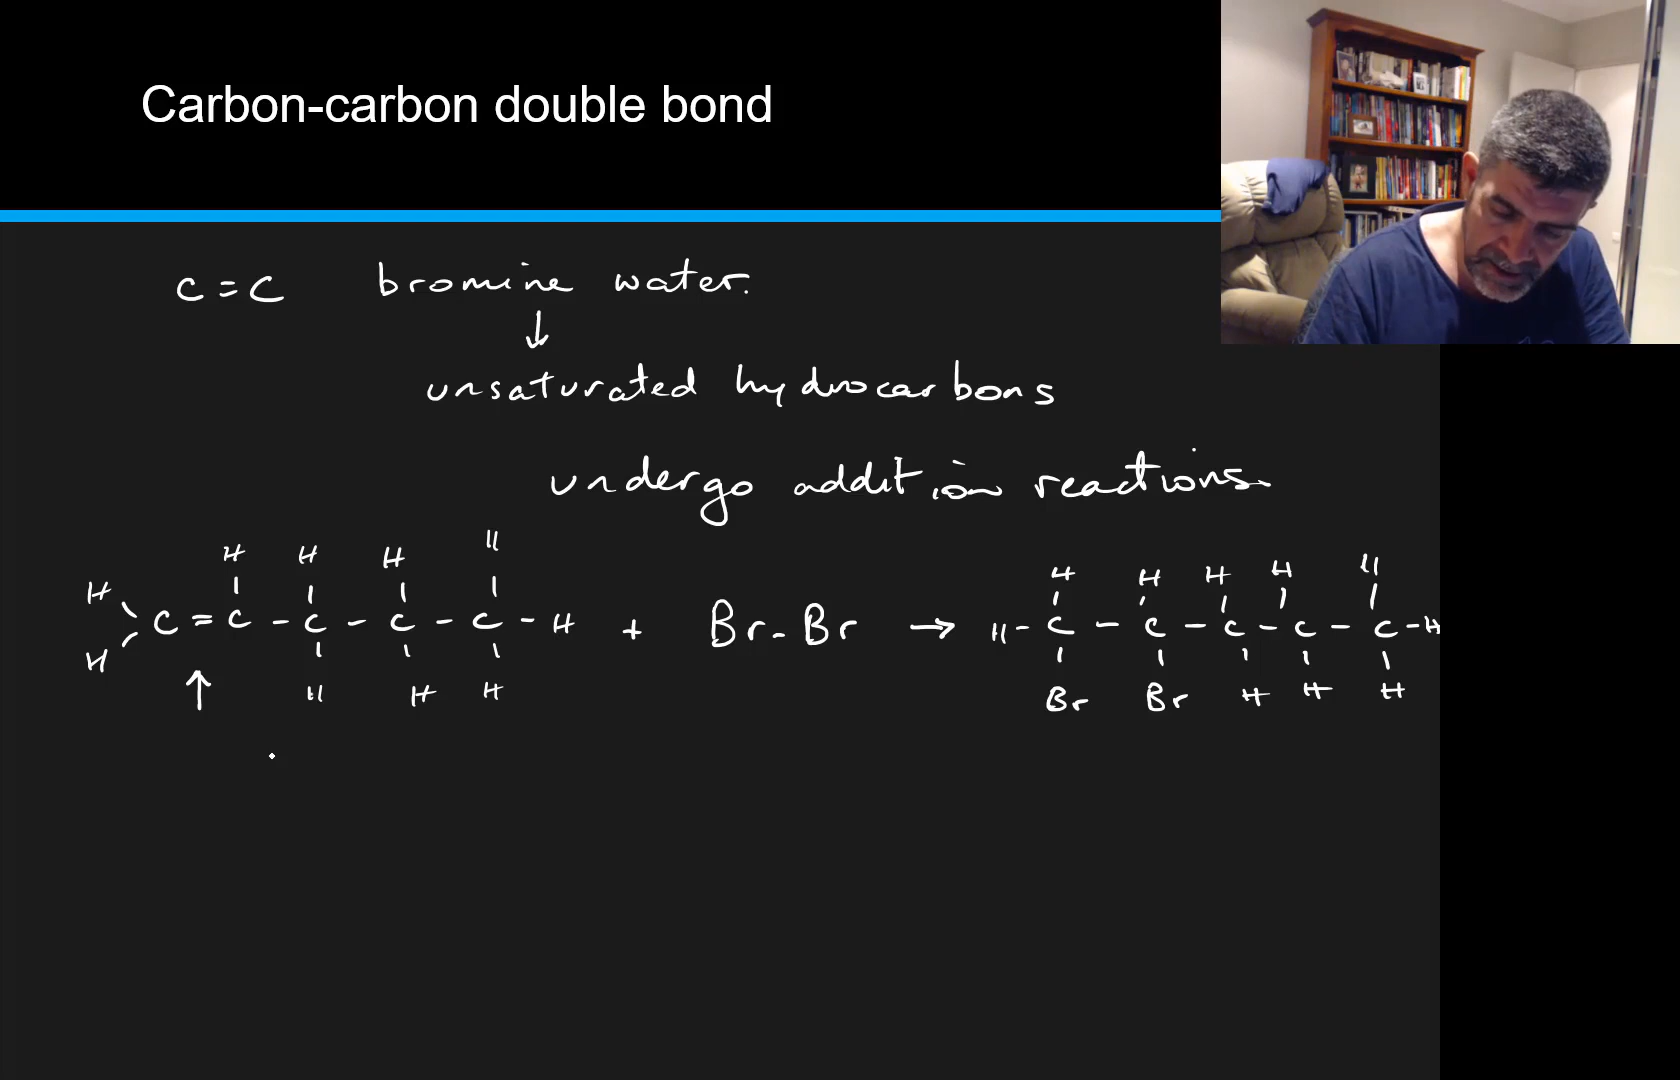 Carbon-carbon double bond
C = C bromine water.
↓
unsaturated hydrocarbons
undergo addition reactions.
H H H H H H H H H
H
C = C - C - C - C - H + Br - Br → H - C - C - C - C - C - H
H
↑ H H H Br Br H H H